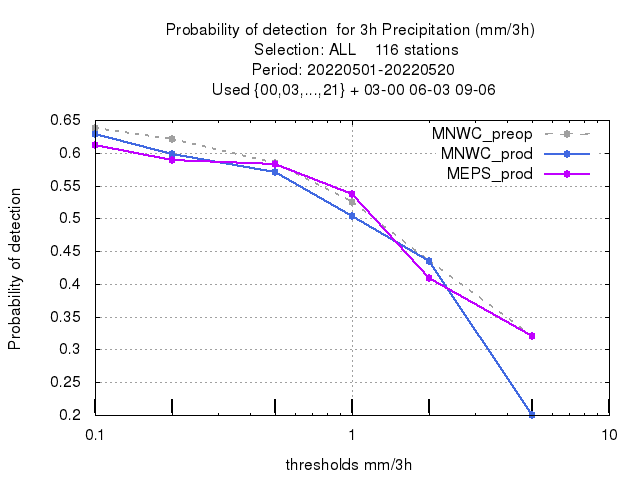 Probability of detection  for 3h Precipitation (mm/3h)
Selection: ALL    116 stations
Period: 20220501-20220520
Used {00,03,...,21} + 03-00 06-03 09-06
MNWC_preop
MNWC_prod
MEPS_prod
Probability of detection
0.65
0.6
0.55
0.5
0.45
0.4
0.35
0.3
0.25
0.2
0.1
1
10
thresholds mm/3h